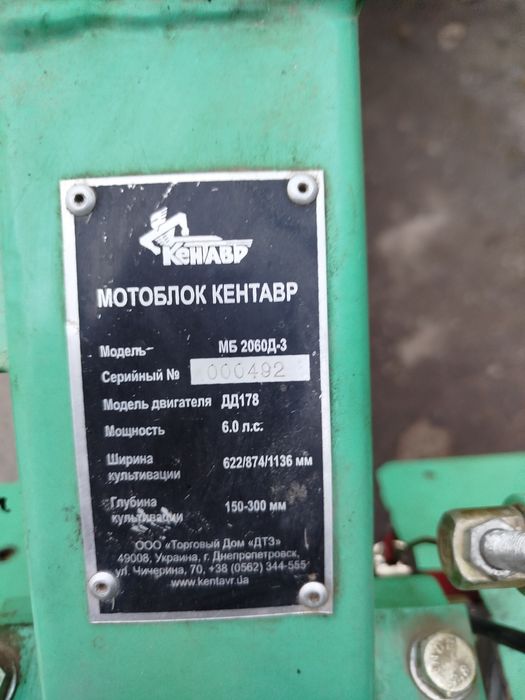 КЕНТАВР
МОТОБЛОК КЕНТАВР
Модель МБ 2060Д-3
Серийный № 000492
Модель двигателя ДД178
Мощность 6.0 л.с.
Ширина
культивации 622/874/1136 мм
Глубина
культивации 150-300 мм
ООО «Торговый Дом «ДТЗ»
49008, Украина, г. Днепропетровск,
ул. Чичерина, 70, +38 (0562) 344-555
www.kentavr.ua